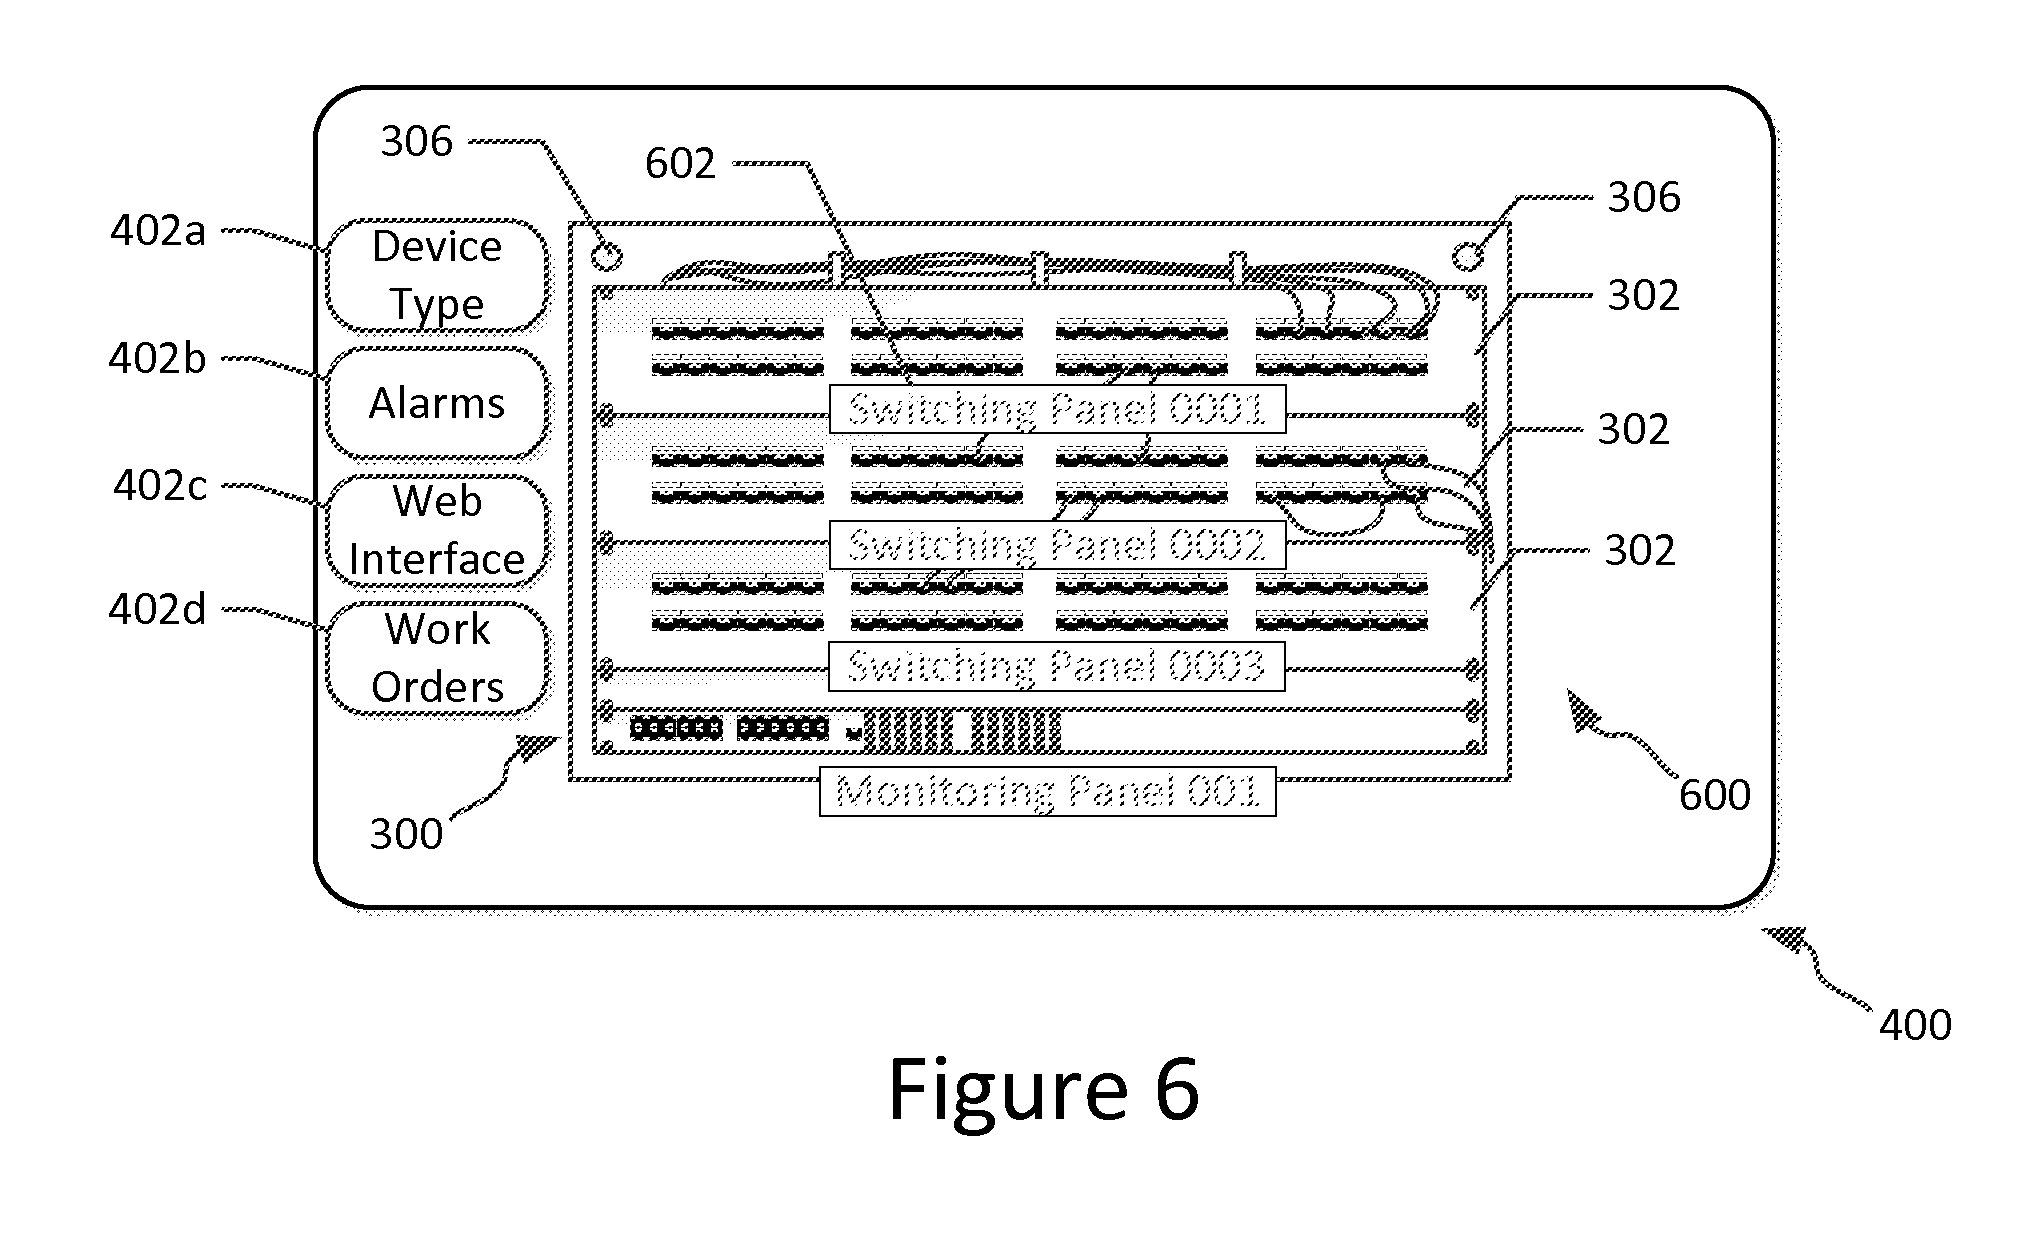 306
602
306
402a
Device
Type
302
402b
Alarms
Switching Panel 0001
302
402c
Web
Interface
Switching Panel 0002
302
402d
Work
Orders
Switching Panel 0003
Monitoring Panel 001
300
600
400
Figure 6